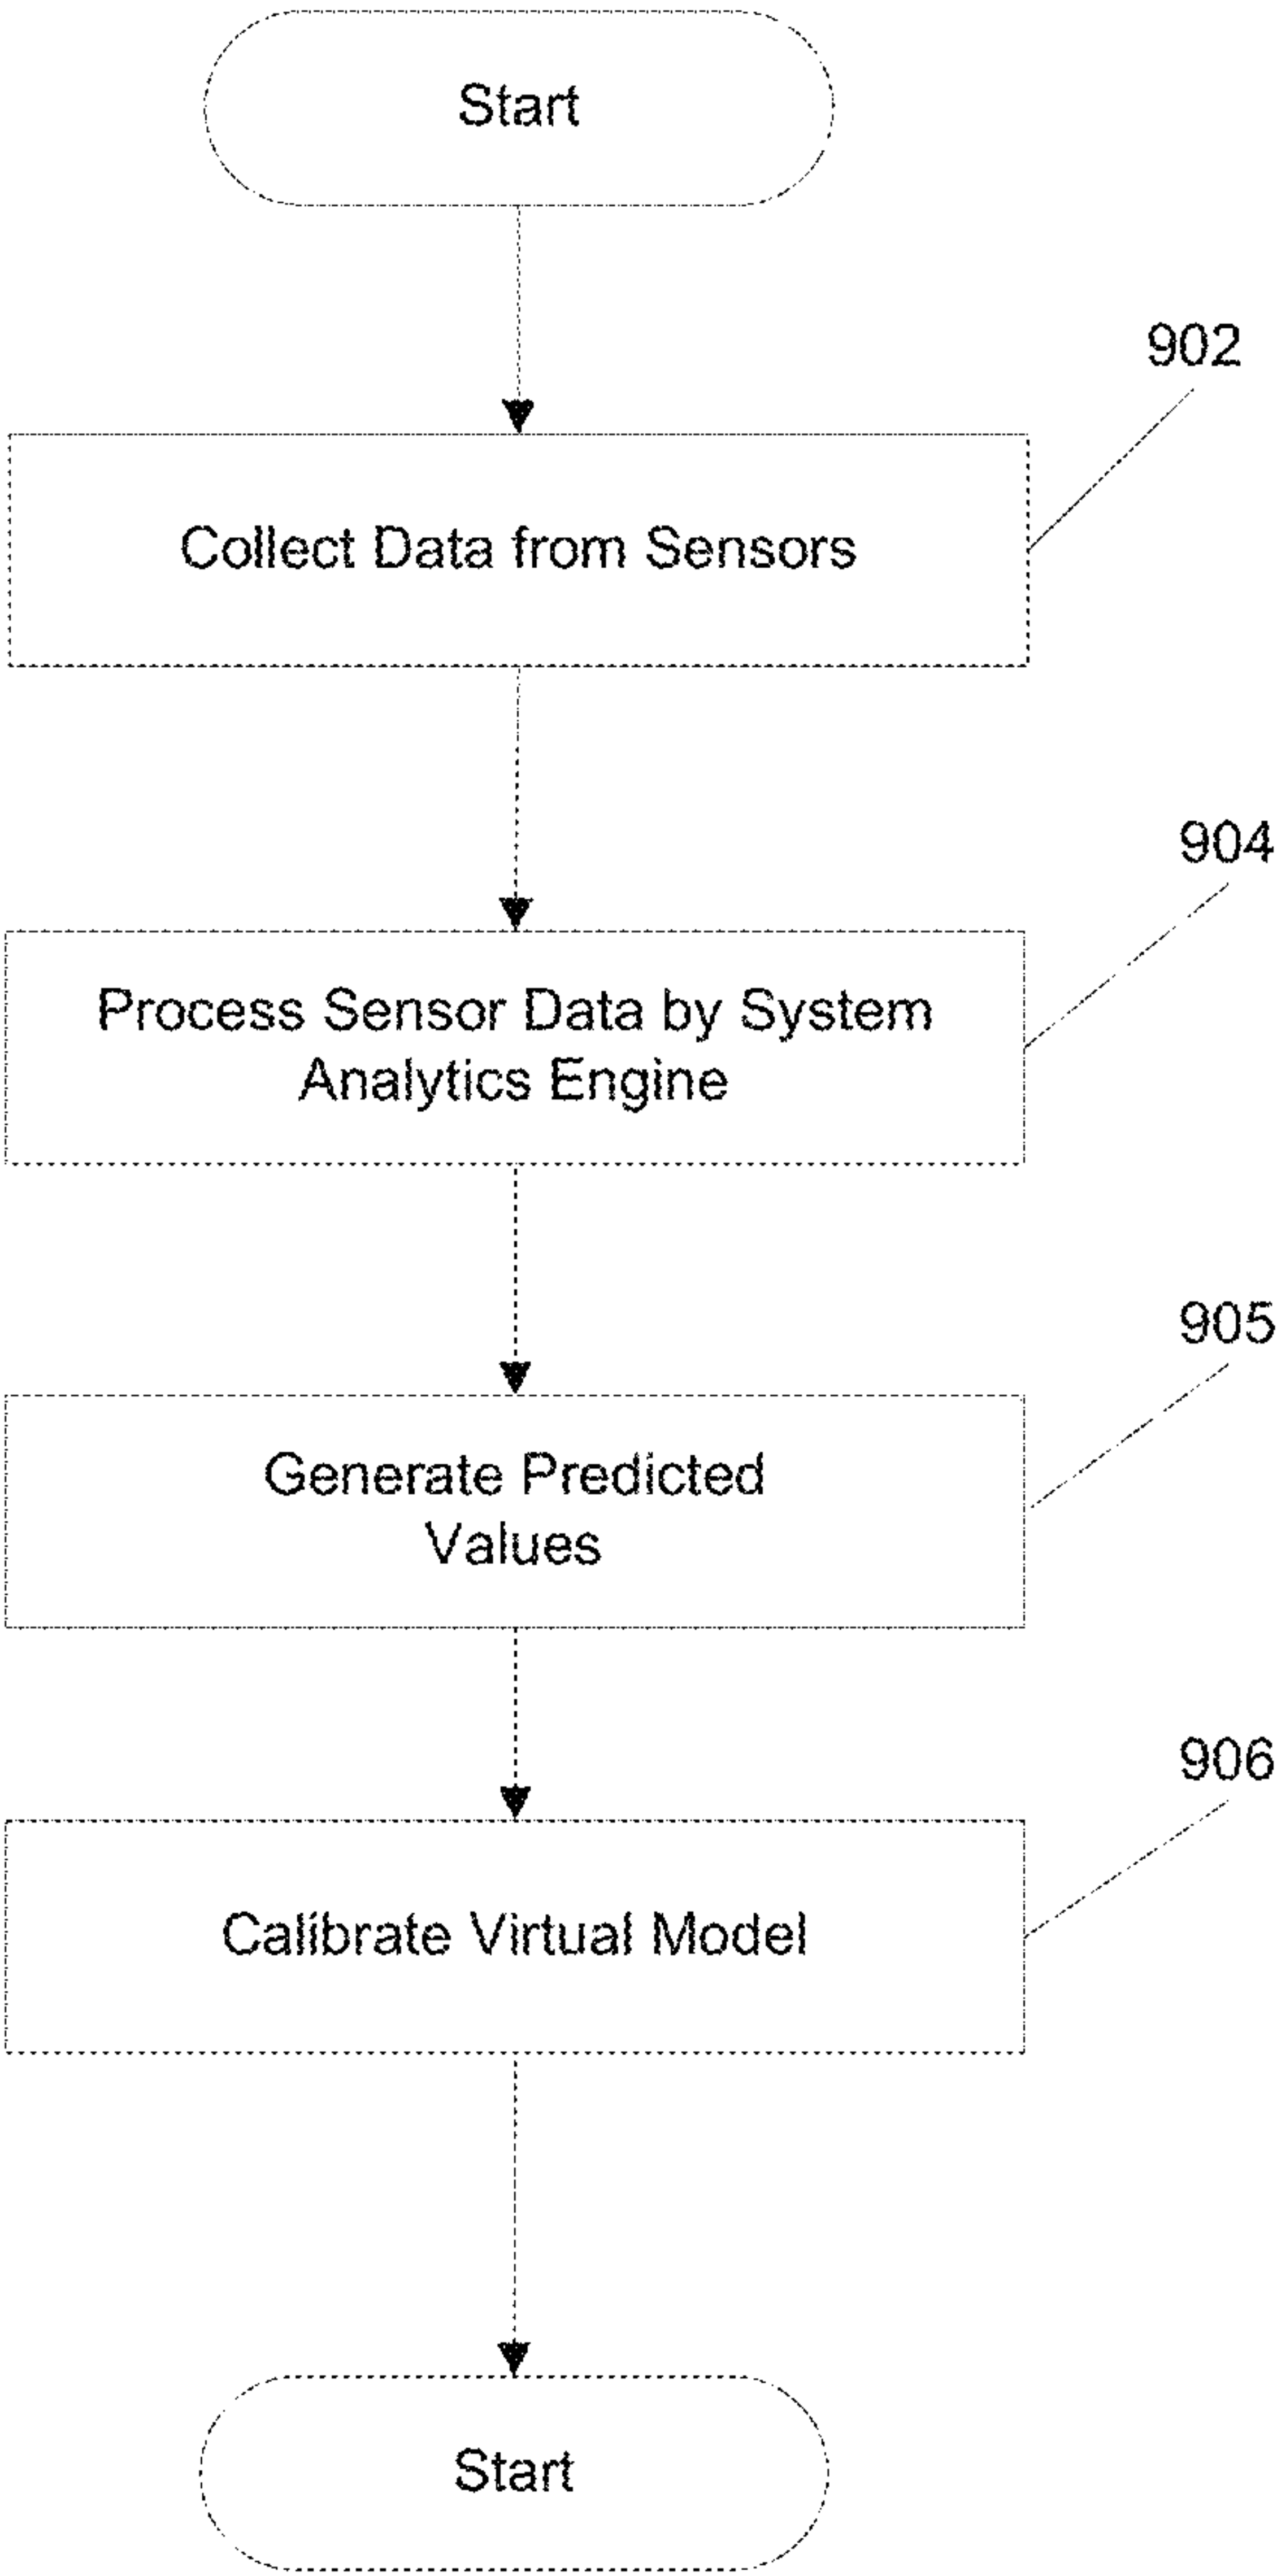 Start
902
Collect Data from Sensors
904
Process Sensor Data by System
Analytics Engine
905
Generate Predicted
Values
906
Calibrate Virtual Model
Start